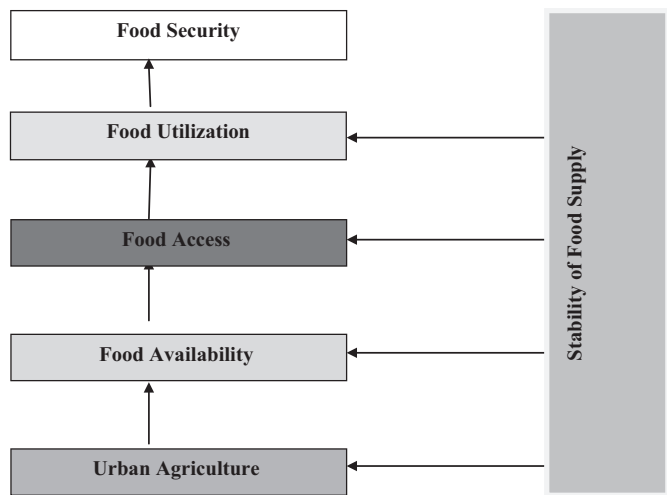 Food Security
Food Utilization
Food Access
Food Availability
Urban Agriculture
Stability of Food Supply